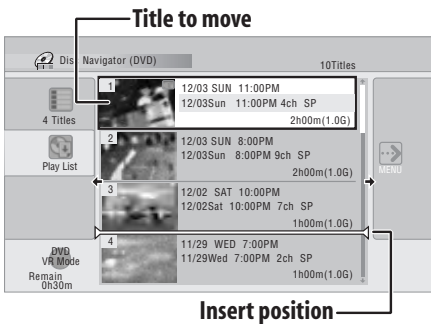 Title to move
Disc Navigator (DVD)
10Titles
4 Titles
Play List
DVD
VR Mode
Remain
0h30m
1
12/03 SUN 11:00PM
12/03Sun 11:00PM 4ch SP
2h00m(1.0G)
2
12/03 SUN 8:00PM
12/03Sun 8:00PM 9ch SP
2h00m(1.0G)
3
12/02 SAT 10:00PM
12/02Sat 10:00PM 7ch SP
1h00m(1.0G)
4
11/29 WED 7:00PM
11/29Wed 7:00PM 2ch SP
1h00m(1.0G)
MENU
Insert position